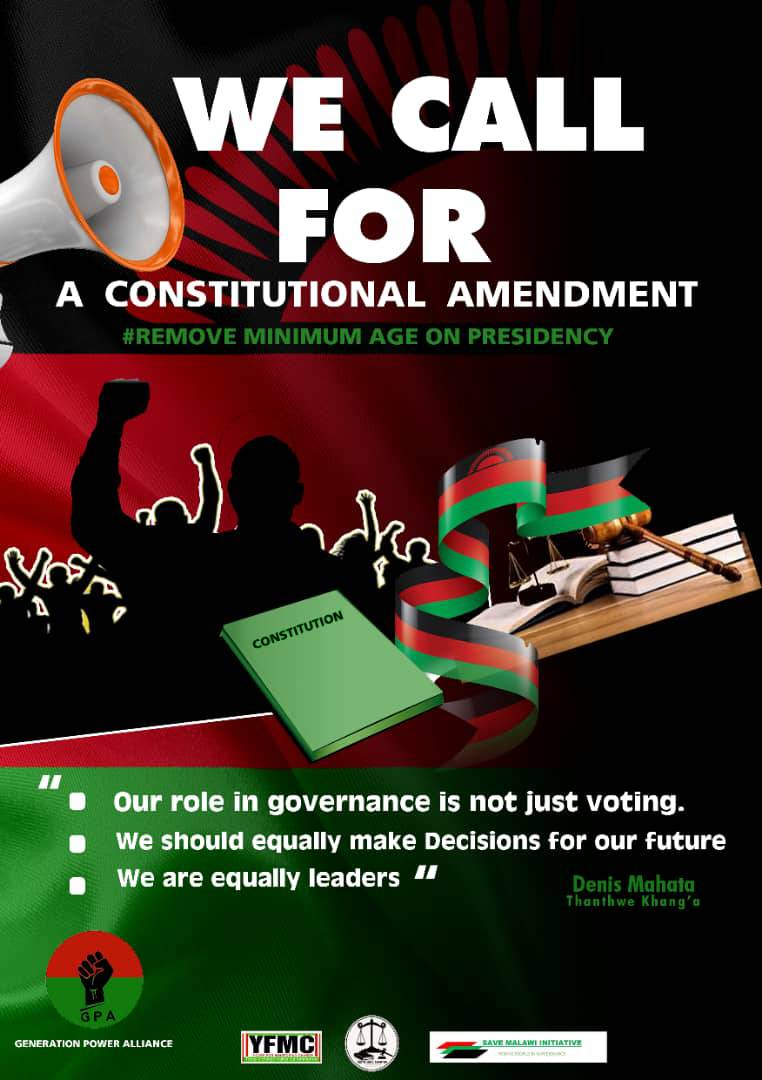 WE CALL
FOR
A CONSTITUTIONAL AMENDMENT
#REMOVE MINIMUM AGE ON PRESIDENCY
CONSTITUTION
“
Our role in governance is not just voting.
We should equally make Decisions for our future
We are equally leaders “
Denis Mahata
Thanthwe Khang’a
GPA
GENERATION POWER ALLIANCE
YFMC
SAVE MALAWI INITIATIVE